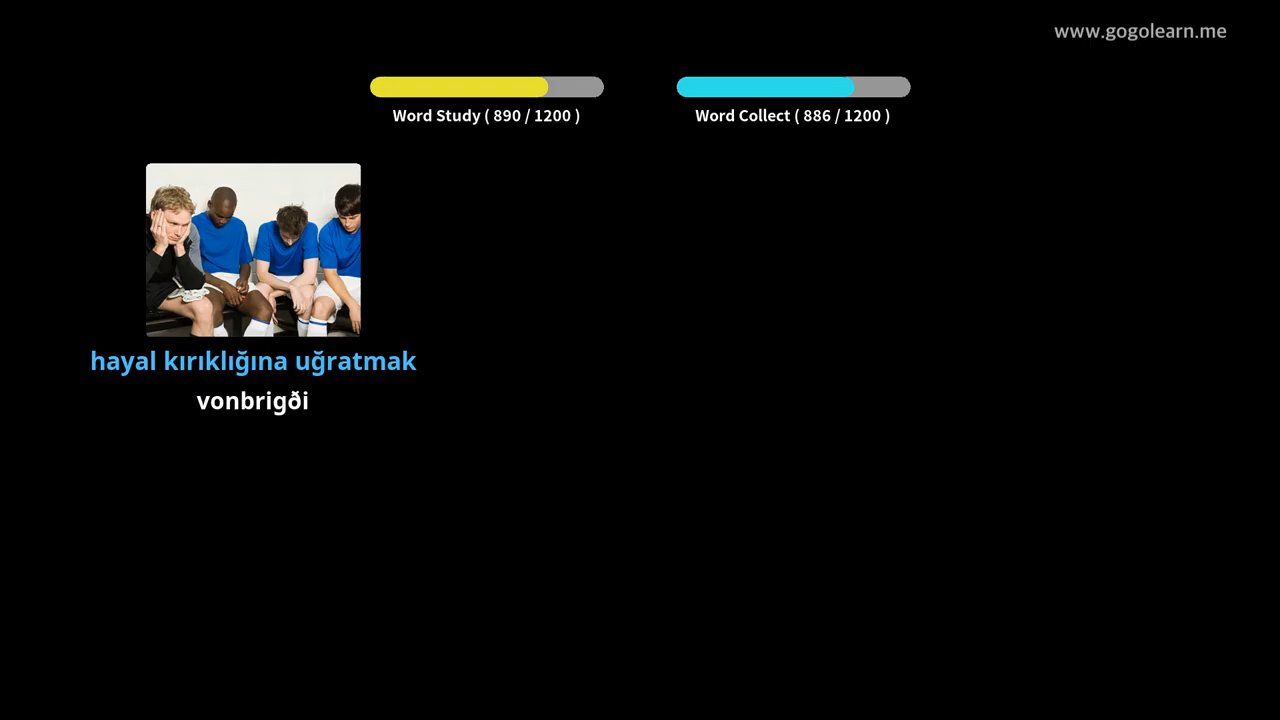 www.gogolearn.me
Word Study ( 890 / 1200 )
Word Collect ( 886 / 1200 )
hayal kırıklığına uğratmak
vonbrigði